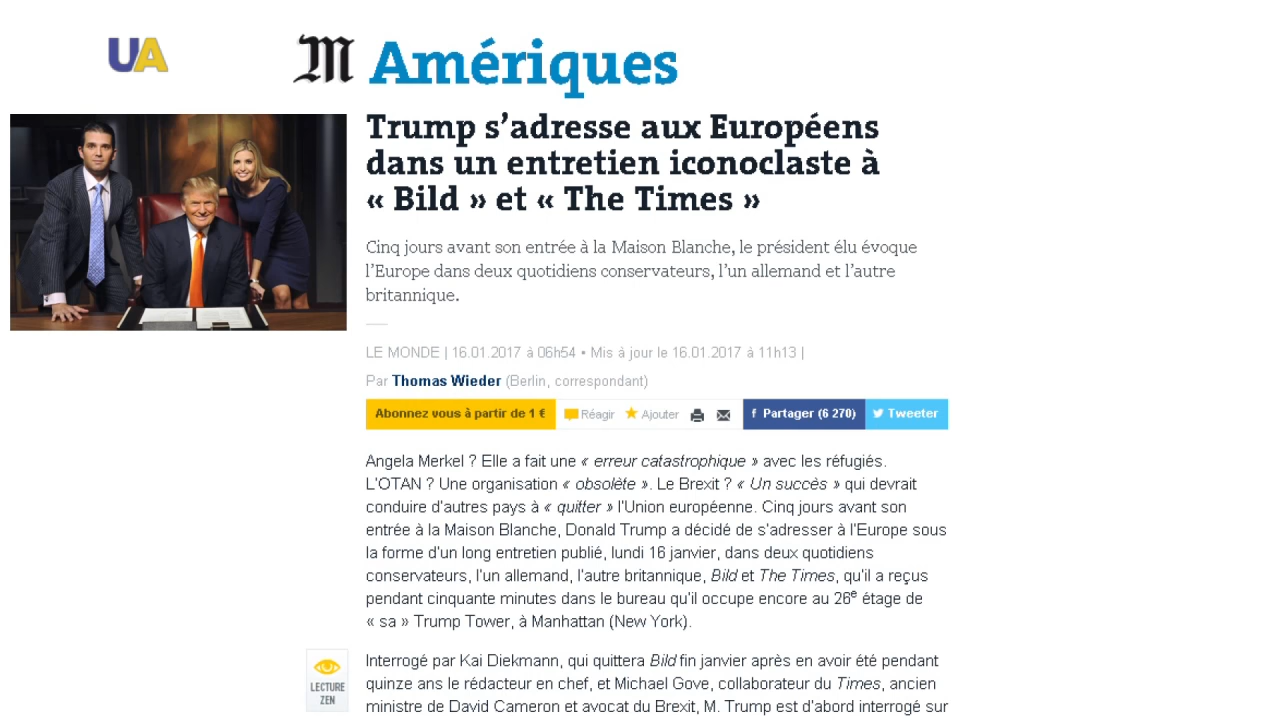 UA
M Amériques
Trump s’adresse aux Européens
dans un entretien iconoclaste à
« Bild » et « The Times »
Cinq jours avant son entrée à la Maison Blanche, le président élu évoque
l’Europe dans deux quotidiens conservateurs, l’un allemand et l’autre
britannique.
LE MONDE | 16.01.2017 à 06h54 • Mis à jour le 16.01.2017 à 11h13 |
Par Thomas Wieder (Berlin, correspondant)
Abonnez vous à partir de 1 € Réagir Ajouter f Partager (6 270) Tweeter
Angela Merkel ? Elle a fait une « erreur catastrophique » avec les réfugiés.
L’OTAN ? Une organisation « obsolète ». Le Brexit ? « Un succès » qui devrait
conduire d’autres pays à « quitter » l’Union européenne. Cinq jours avant son
entrée à la Maison Blanche, Donald Trump a décidé de s’adresser à l’Europe sous
la forme d’un long entretien publié, lundi 16 janvier, dans deux quotidiens
conservateurs, l’un allemand, l’autre britannique, Bild et The Times, qu’il a reçus
pendant cinquante minutes dans le bureau qu’il occupe encore au 26e étage de
« sa » Trump Tower, à Manhattan (New York).
LECTURE
ZEN
Interrogé par Kai Diekmann, qui quittera Bild fin janvier après en avoir été pendant
quinze ans le rédacteur en chef, et Michael Gove, collaborateur du Times, ancien
ministre de David Cameron et avocat du Brexit, M. Trump est d’abord interrogé sur